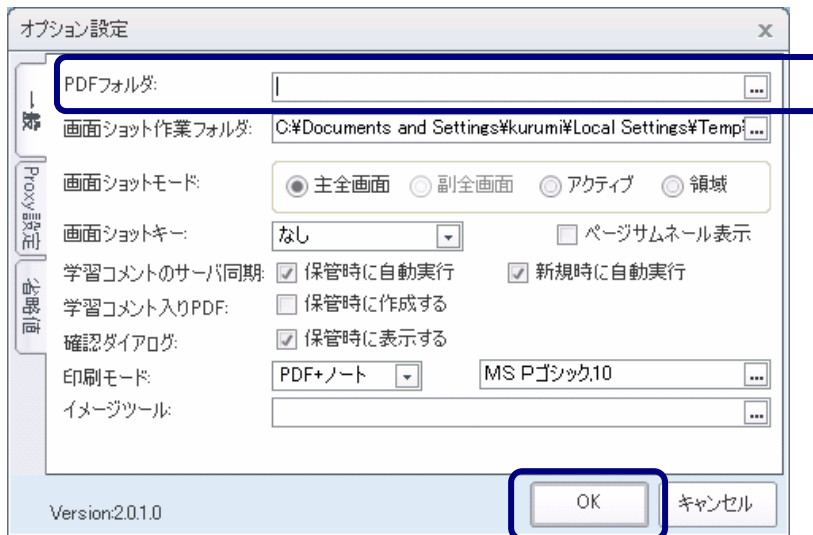 オプション設定
x
一般
Proxy設定
省略値
PDFフォルダ:
...
画面ショット作業フォルダ: C:¥Documents and Settings¥kurumi¥Local Settings¥Temp¥ ...
画面ショットモード: 主全画面 副全画面 アクティブ 領域
画面ショットキー: なし ページサムネール表示
学習コメントのサーバ同期: 保管時に自動実行 新規時に自動実行
学習コメント入りPDF: 保管時に作成する
確認ダイアログ: 保管時に表示する
印刷モード: PDF+ノート MS Pゴシック,10 ...
イメージツール: ...
Version:2.0.1.0 OK キャンセル